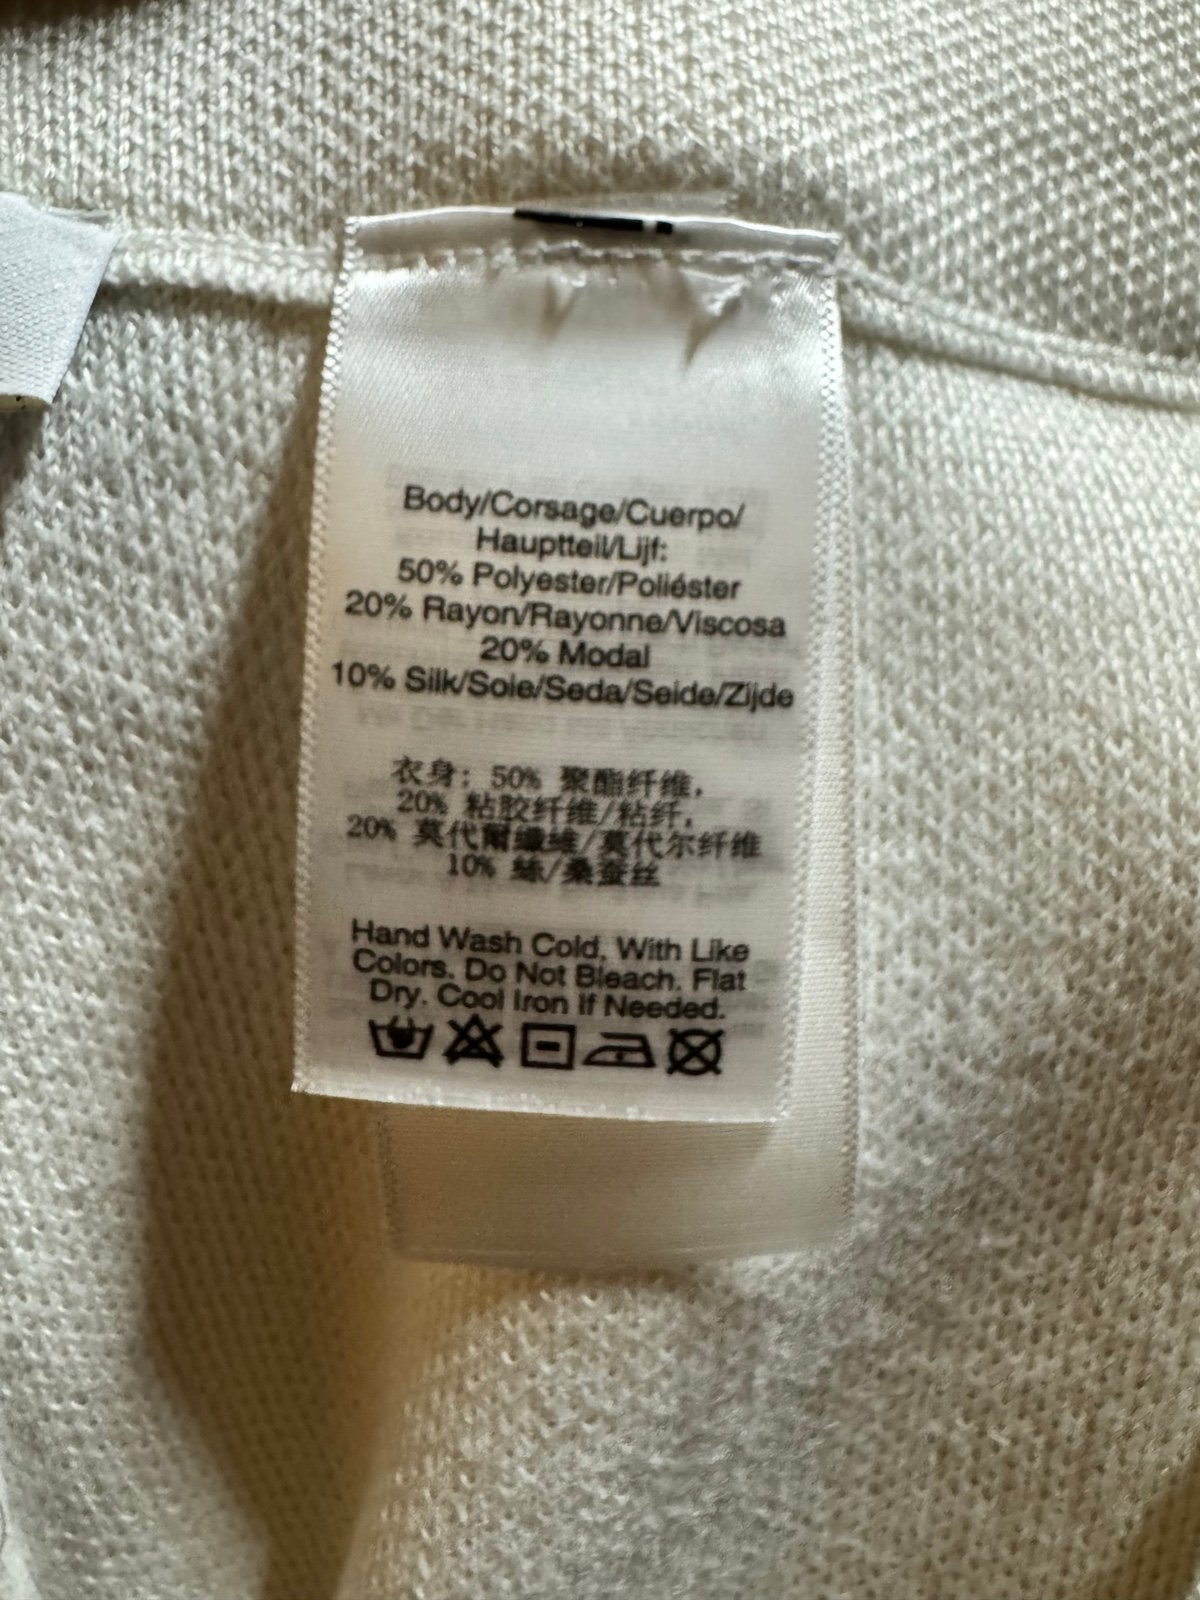 Body/Corsage/Cuerpo/
Hauptteil/Lijf:
50% Polyester/Poliéster
20% Rayon/Rayonne/Viscosa
20% Modal
10% Silk/Soie/Seda/Seide/Zijde
衣身: 50% 聚酯纤维,
20% 粘胶纤维/粘纤,
20% 莫代爾纖維/莫代尔纤维
10% 絲/桑蚕丝
Hand Wash Cold, With Like
Colors. Do Not Bleach. Flat
Dry. Cool Iron If Needed.